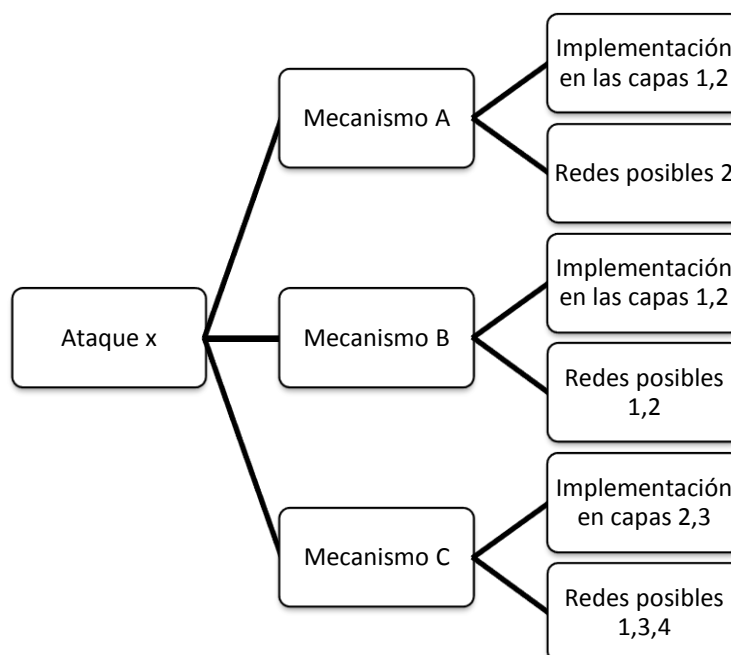 Ataque x
Mecanismo A
Implementación
en las capas 1,2
Redes posibles 2
Mecanismo B
Implementación
en las capas 1,2
Redes posibles
1,2
Mecanismo C
Implementación
en capas 2,3
Redes posibles
1,3,4